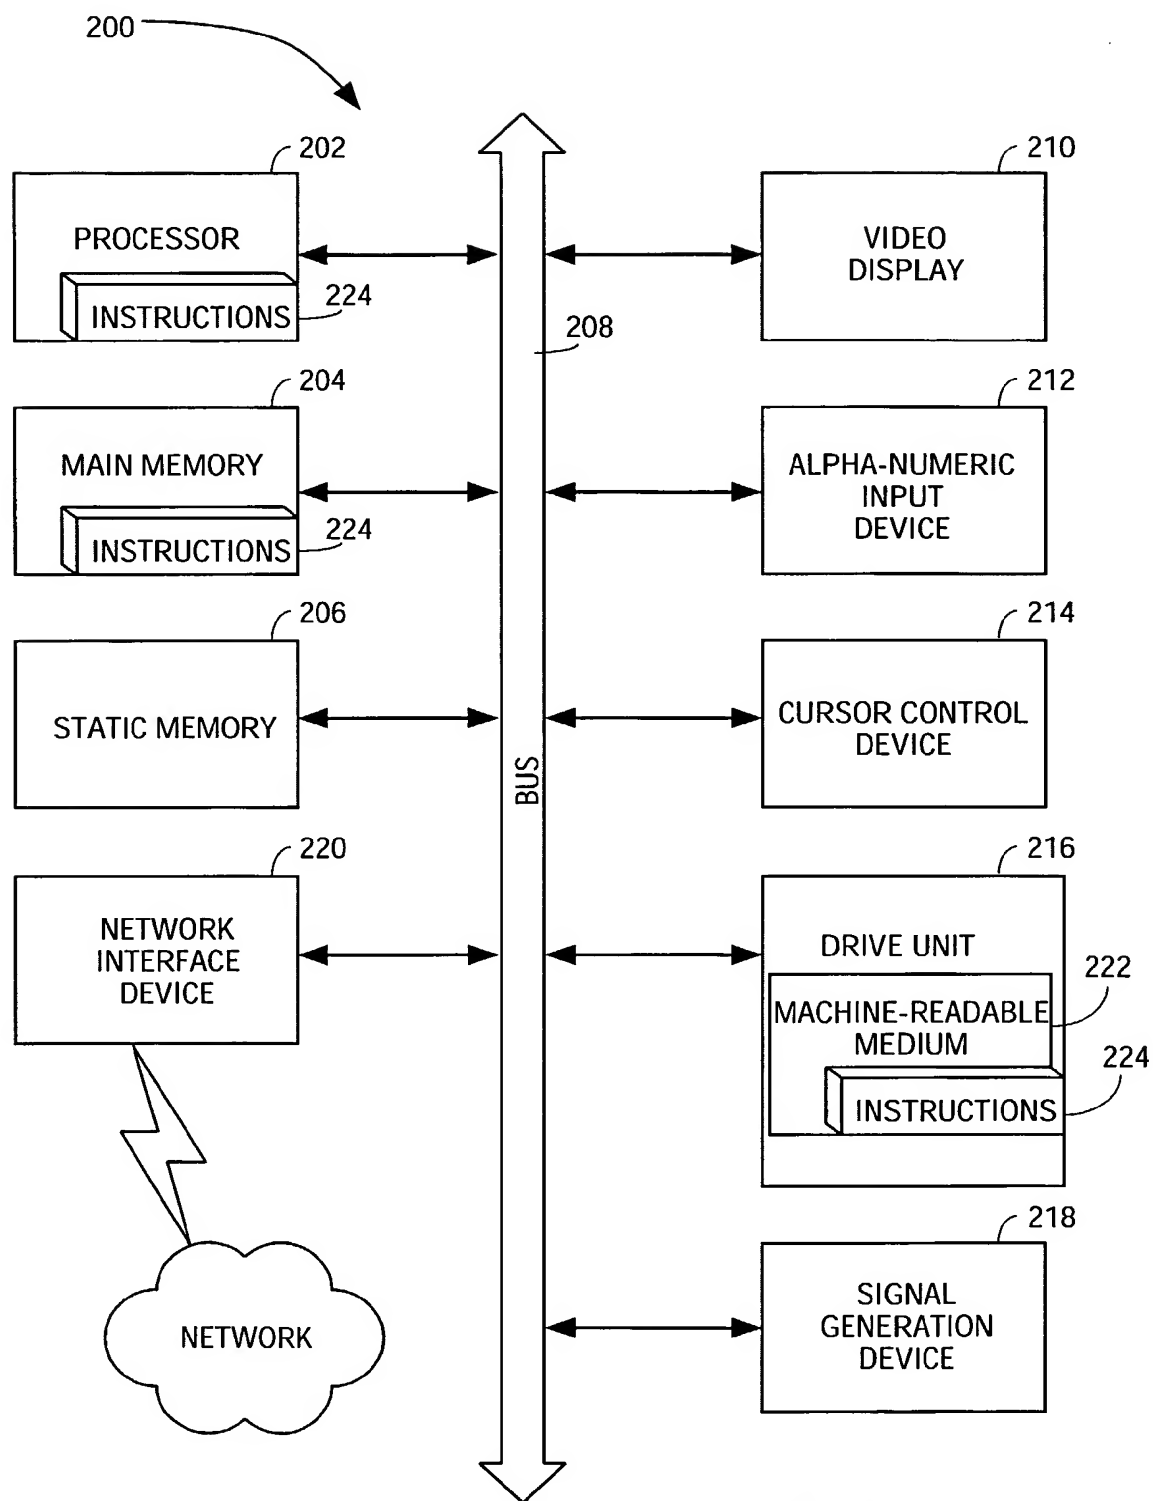 200
202
PROCESSOR
224
INSTRUCTIONS
204
MAIN MEMORY
224
INSTRUCTIONS
206
STATIC MEMORY
220
NETWORK
INTERFACE
DEVICE
NETWORK
208
BUS
210
VIDEO
DISPLAY
212
ALPHA-NUMERIC
INPUT
DEVICE
214
CURSOR CONTROL
DEVICE
216
DRIVE UNIT
222
MACHINE-READABLE
MEDIUM
224
INSTRUCTIONS
218
SIGNAL
GENERATION
DEVICE